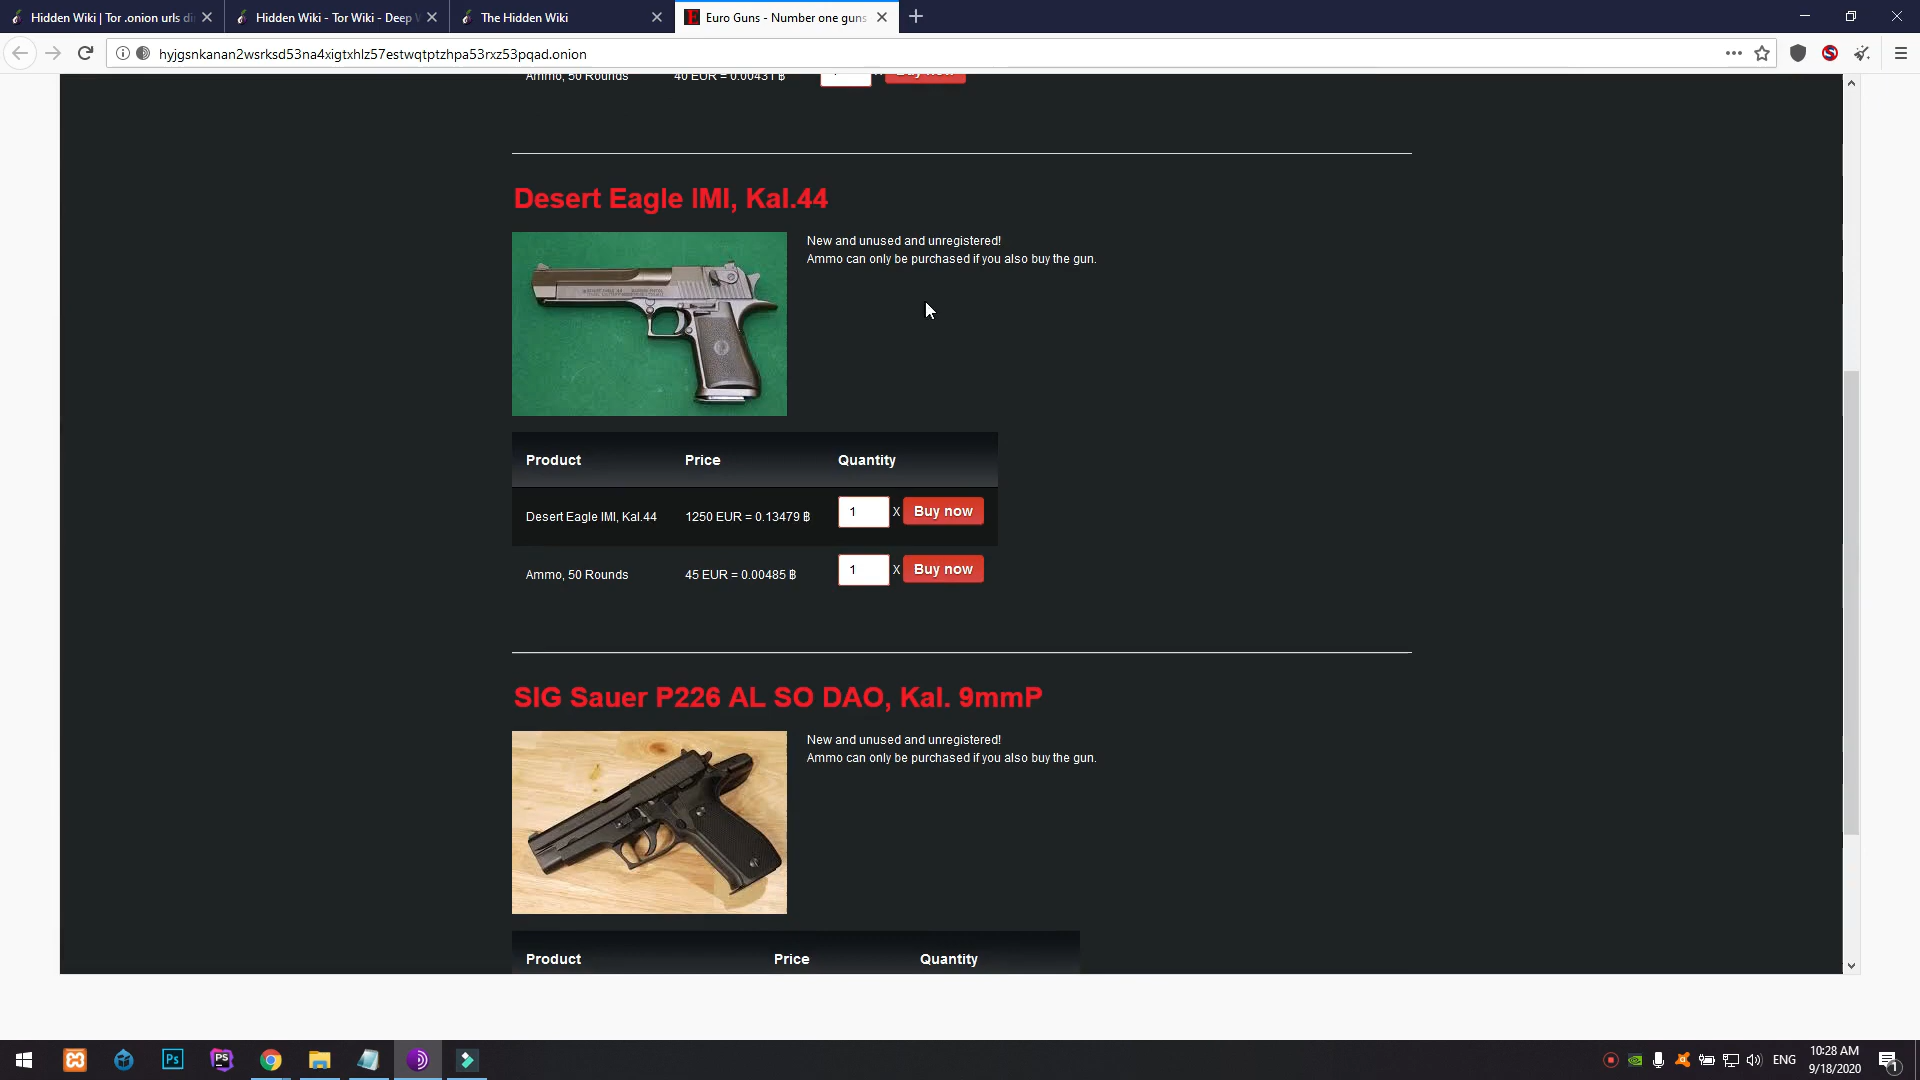 Hidden Wiki | Tor .onion urls di
Hidden Wiki - Tor Wiki - Deep
The Hidden Wiki
Euro Guns - Number one guns
hyjgsnkanan2wsrksd53na4xigtxhlz57estwqtptzhpa53rxz53pqad.onion
Ammo, 50 Rounds 40 EUR = 0.00431 ฿ X Buy now
Desert Eagle IMI, Kal.44
New and unused and unregistered!
Ammo can only be purchased if you also buy the gun.
Product Price Quantity
Desert Eagle IMI, Kal.44 1250 EUR = 0.13479 ฿ 1 X Buy now
Ammo, 50 Rounds 45 EUR = 0.00485 ฿ 1 X Buy now
SIG Sauer P226 AL SO DAO, Kal. 9mmP
New and unused and unregistered!
Ammo can only be purchased if you also buy the gun.
Product Price Quantity
Ps
PS
ENG
10:28 AM
9/18/2020
1